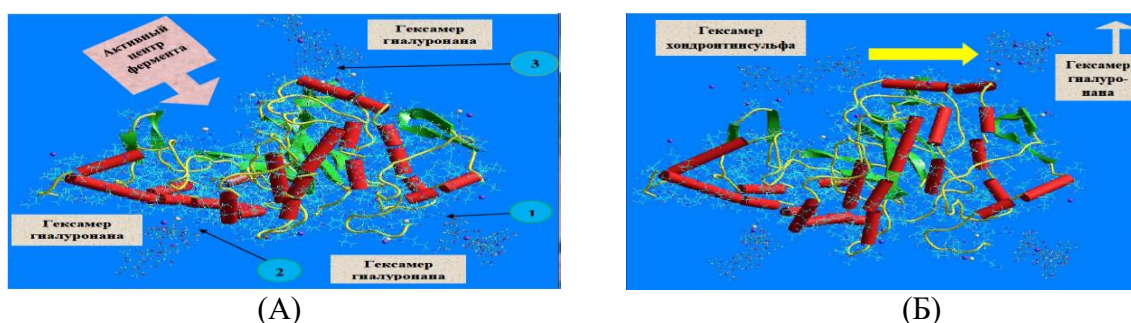 Активный
центр
фермента
Гексамер
гиалуронана
3
1
Гексамер
гиалуронана
2
Гексамер
гиалуронана
(А)
Гексамер
хондроитинсульфа
Гексамер
гиалуро-
нана
(Б)